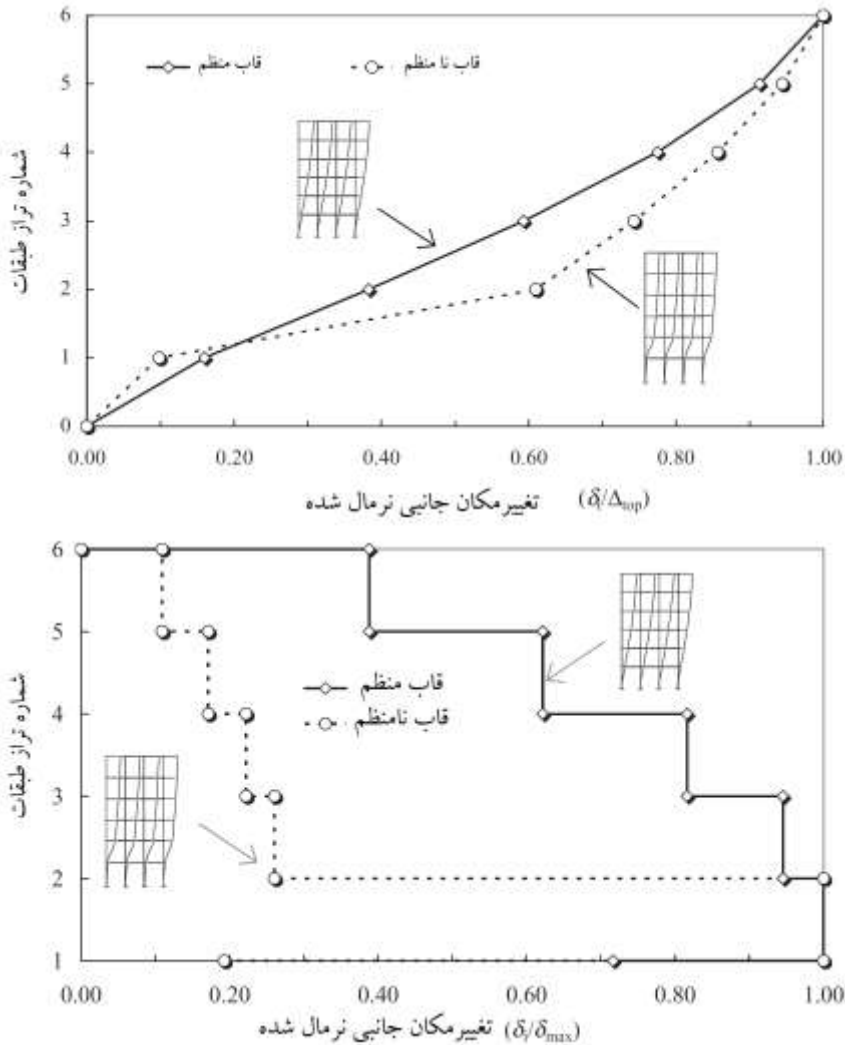 6
قاب منظم
قاب نا منظم
5
4
3
2
1
0
شماره تراز طبقات
0.00 0.20 0.40 0.60 0.80 1.00
تغییرمکان جانبی نرمال شده (δi/Δtop)
6
5
4
قاب منظم
قاب نامنظم
3
2
1
شماره تراز طبقات
0.00 0.20 0.40 0.60 0.80 1.00
تغییرمکان جانبی نرمال شده (δi/δmax)